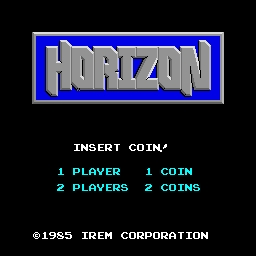 HORIZON
INSERT COIN!
1 PLAYER 1 COIN
2 PLAYERS 2 COINS
©1985 IREM CORPORATION